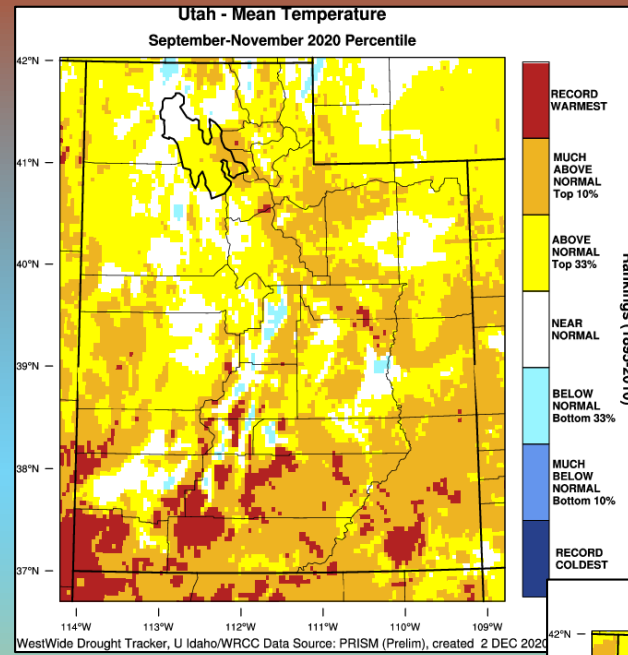 Utah - Mean Temperature
September-November 2020 Percentile
42°N
41°N
40°N
39°N
38°N
37°N
114°W
113°W
112°W
111°W
110°W
109°W
RECORD
WARMEST
MUCH
ABOVE
NORMAL
Top 10%
ABOVE
NORMAL
Top 33%
NEAR
NORMAL
BELOW
NORMAL
Bottom 33%
MUCH
BELOW
NORMAL
Bottom 10%
RECORD
COLDEST
WestWide Drought Tracker, U Idaho/WRCC Data Source: PRISM (Prelim), created 2 DEC 2020
42°N